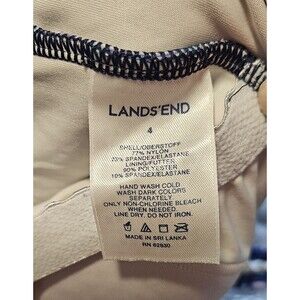 LANDS'END
4
SHELL/OBERSTOFF
77% NYLON
23% SPANDEX/ELASTANE
LINING/FUTTER
90% POLYESTER
10% SPANDEX/ELASTANE
HAND WASH COLD
WASH DARK COLORS
SEPARATELY
ONLY NON-CHLORINE BLEACH
WHEN NEEDED.
LINE DRY. DO NOT IRON.
MADE IN SRI LANKA
RN 62830